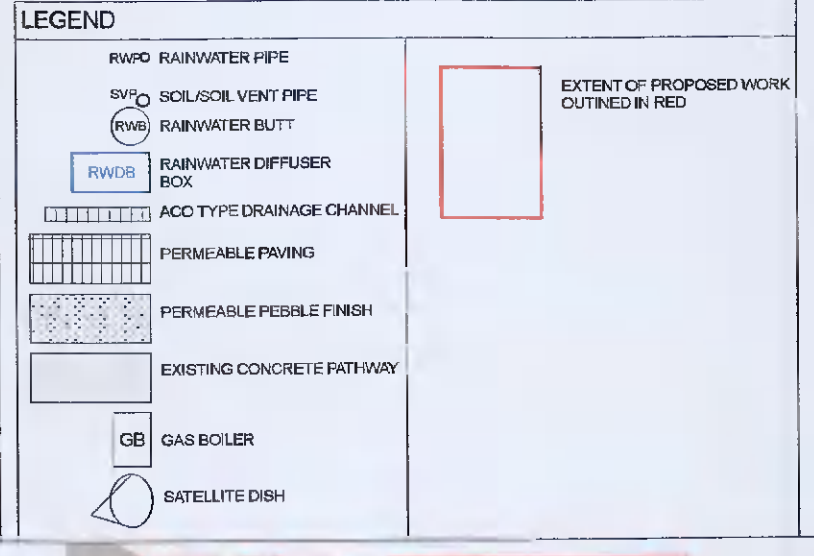 LEGEND
RWP RAINWATER PIPE
SVP SOIL/SOIL VENT PIPE
RWB RAINWATER BUTT
RWDB RAINWATER DIFFUSER
BOX
ACO TYPE DRAINAGE CHANNEL
PERMEABLE PAVING
PERMEABLE PEBBLE FINISH
EXISTING CONCRETE PATHWAY
GB GAS BOILER
SATELLITE DISH
EXTENT OF PROPOSED WORK
OUTINED IN RED